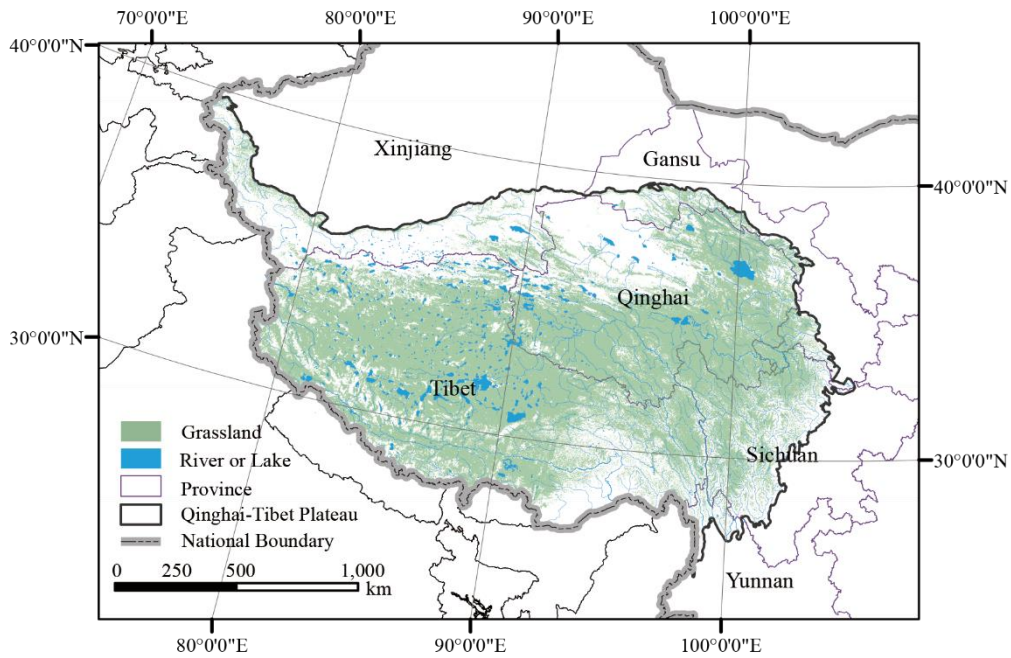 70°0'0"E 80°0'0"E 90°0'0"E 100°0'0"E
40°0'0"N
Xinjiang
Gansu
40°0'0"N
Qinghai
30°0'0"N
Tibet
Grassland
River or Lake
Sichuan
30°0'0"N
Province
Qinghai-Tibet Plateau
National Boundary
0 250 500 1,000
km
Yunnan
80°0'0"E 90°0'0"E 100°0'0"E